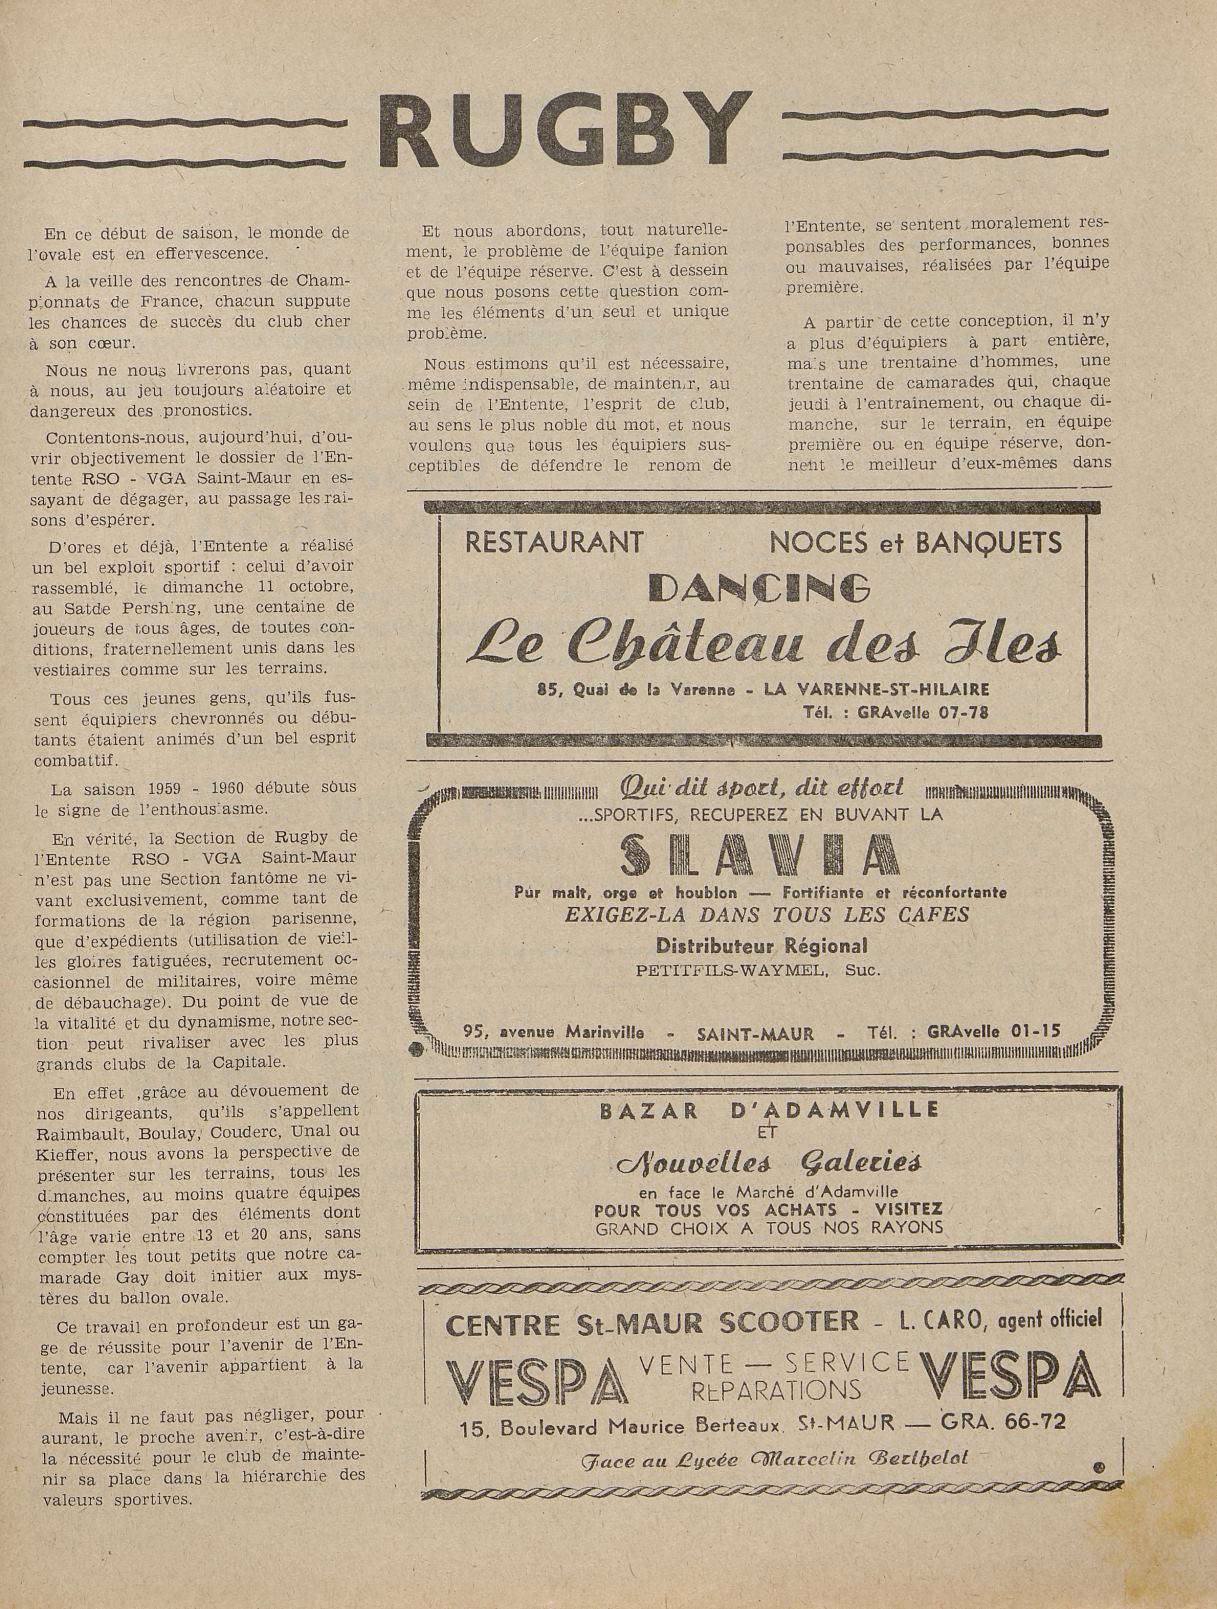 RUGBY
En ce début de saison, le monde de
l'ovale est en effervescence.
A la veille des rencontres de Cham-
pionnats de France, chacun suppute
les chances de succès du club cher
à son cœur.
Nous ne nous livrerons pas, quant
à nous, au jeu toujours aléatoire et
dangereux des pronostics.
Contentons-nous, aujourd'hui, d'ou-
vrir objectivement le dossier de l'En-
tente RSO - VGA Saint-Maur en es-
sayant de dégager, au passage les rai-
sons d'espérer.
D'ores et déjà, l'Entente a réalisé
un bel exploit sportif : celui d'avoir
rassemblé, le dimanche 11 octobre,
au Satde Pershing, une centaine de
joueurs de tous âges, de toutes con-
ditions, fraternellement unis dans les
vestiaires comme sur les terrains.
Tous ces jeunes gens, qu'ils fus-
sent équipiers chevronnés ou débu-
tants étaient animés d'un bel esprit
combattif.
La saison 1959 - 1960 débute sous
le signe de l'enthousiasme.
En vérité, la Section de Rugby de
l'Entente RSO - VGA Saint-Maur
n'est pas une Section fantôme ne vi-
vant exclusivement, comme tant de
formations de la région parisenne,
que d'expédients (utilisation de vieil-
les gloires fatiguées, recrutement oc-
casionnel de militaires, voire même
de débauchage). Du point de vue de
la vitalité et du dynamisme, notre sec-
tion peut rivaliser avec les plus
grands clubs de la Capitale.
En effet ,grâce au dévouement de
nos dirigeants, qu'ils s'appellent
Raimbault, Boulay, Couderc, Unal ou
Kieffer, nous avons la perspective de
présenter sur les terrains, tous les
dimanches, au moins quatre équipes
constituées par des éléments dont
l'âge varie entre 13 et 20 ans, sans
compter les tout petits que notre ca-
marade Gay doit initier aux mys-
tères du ballon ovale.
Ce travail en profondeur est un ga-
ge de réussite pour l'avenir de l'En-
tente, car l'avenir appartient à la
jeunesse.
Mais il ne faut pas négliger, pour
aurant, le proche avenir, c'est-à-dire
la nécessité pour le club de mainte-
nir sa place dans la hiérarchie des
valeurs sportives.
Et nous abordons, tout naturelle-
ment, le problème de l'équipe fanion
et de l'équipe réserve. C'est à dessein
que nous posons cette question com-
me les éléments d'un seul et unique
problème.
Nous estimons qu'il est nécessaire,
même indispensable, de maintenir, au
sein de l'Entente, l'esprit de club,
au sens le plus noble du mot, et nous
voulons que tous les équipiers sus-
ceptibles de défendre le renom de
l'Entente, se sentent moralement res-
ponsables des performances, bonnes
ou mauvaises, réalisées par l'équipe
première.
A partir de cette conception, il n'y
a plus d'équipiers à part entière,
mais une trentaine d'hommes, une
trentaine de camarades qui, chaque
jeudi à l'entraînement, ou chaque di-
manche, sur le terrain, en équipe
première ou en équipe réserve, don-
nent le meilleur d'eux-mêmes dans
RESTAURANT NOCES et BANQUETS
DANCING
Le Château des Iles
85, Quai de la Varenne - LA VARENNE-ST-HILAIRE
Tél. : GRAvelle 07-78
Qui dit sport, dit effort
...SPORTIFS, RECUPEREZ EN BUVANT LA
SLAVIA
Pur malt, orge et houblon — Fortifiante et réconfortante
EXIGEZ-LA DANS TOUS LES CAFES
Distributeur Régional
PETITFILS-WAYMEL, Suc.
95, avenue Marinville - SAINT-MAUR - Tél. : GRAvelle 01-15
BAZAR D'ADAMVILLE
ET
Nouvelles Galeries
en face le Marché d'Adamville
POUR TOUS VOS ACHATS - VISITEZ
GRAND CHOIX A TOUS NOS RAYONS
CENTRE St-MAUR SCOOTER - L. CARO, agent officiel
VESPA VENTE — SERVICE VESPA
REPARATIONS
15, Boulevard Maurice Berteaux. St-MAUR — GRA. 66-72
Face au Lycée Marcelin Berthelot